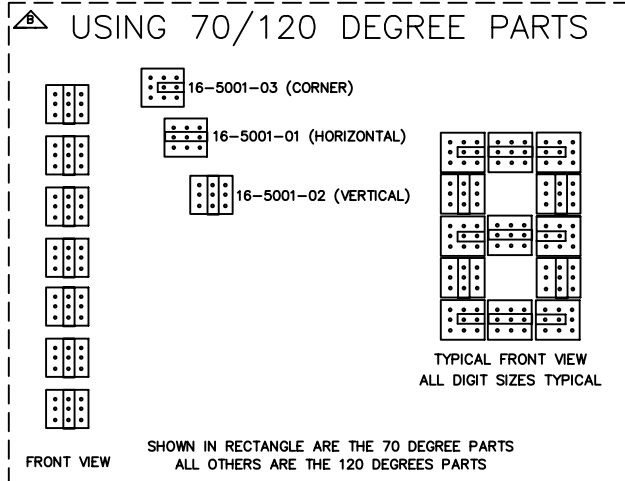 B
USING 70/120 DEGREE PARTS
16-5001-03 (CORNER)
16-5001-01 (HORIZONTAL)
16-5001-02 (VERTICAL)
TYPICAL FRONT VIEW
ALL DIGIT SIZES TYPICAL
FRONT VIEW
SHOWN IN RECTANGLE ARE THE 70 DEGREE PARTS
ALL OTHERS ARE THE 120 DEGREES PARTS